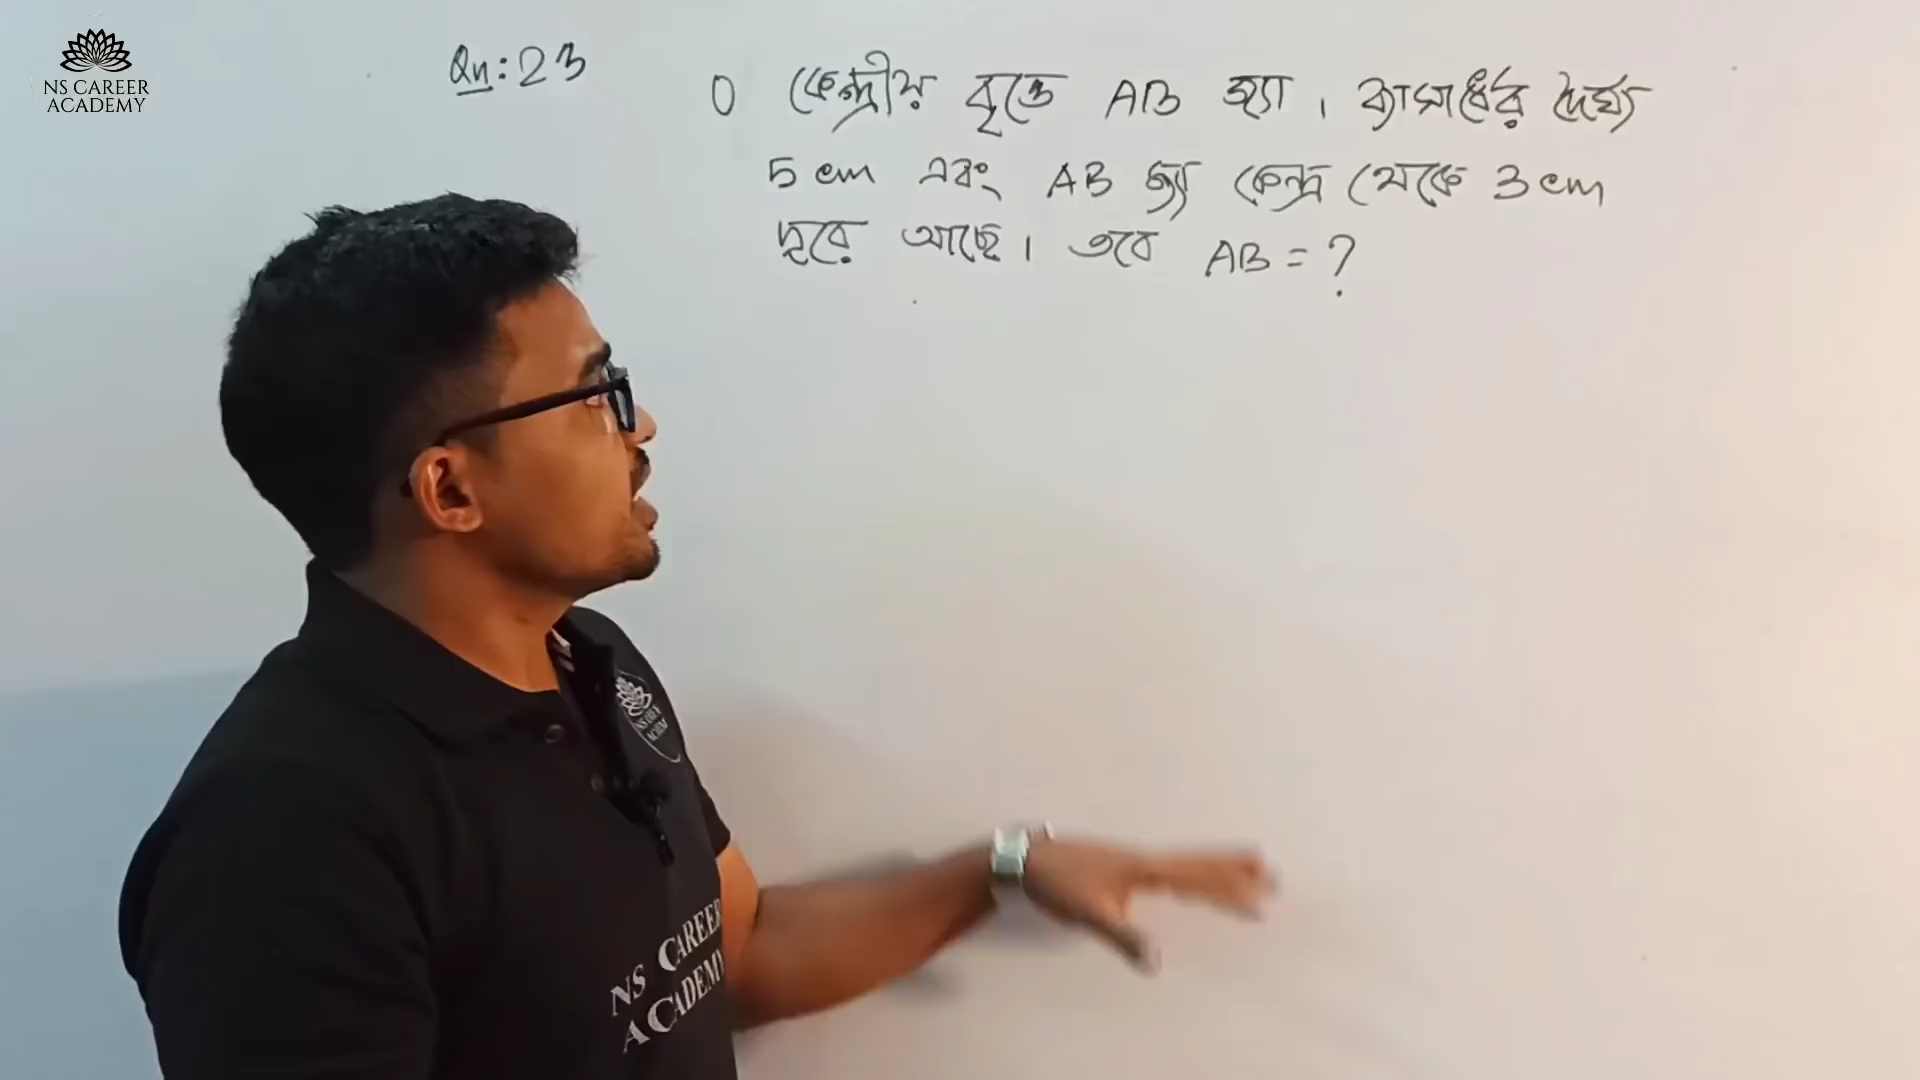 NS CAREER
ACADEMY
Qn: 23
O কেন্দ্রীয় বৃত্তে AB জ্যা । ব্যাসার্ধের দৈর্ঘ্য
5 cm এবং AB জ্যা কেন্দ্র থেকে 3 cm
দূরে আছে । তবে AB = ?
NS CAREER
ACADEMY